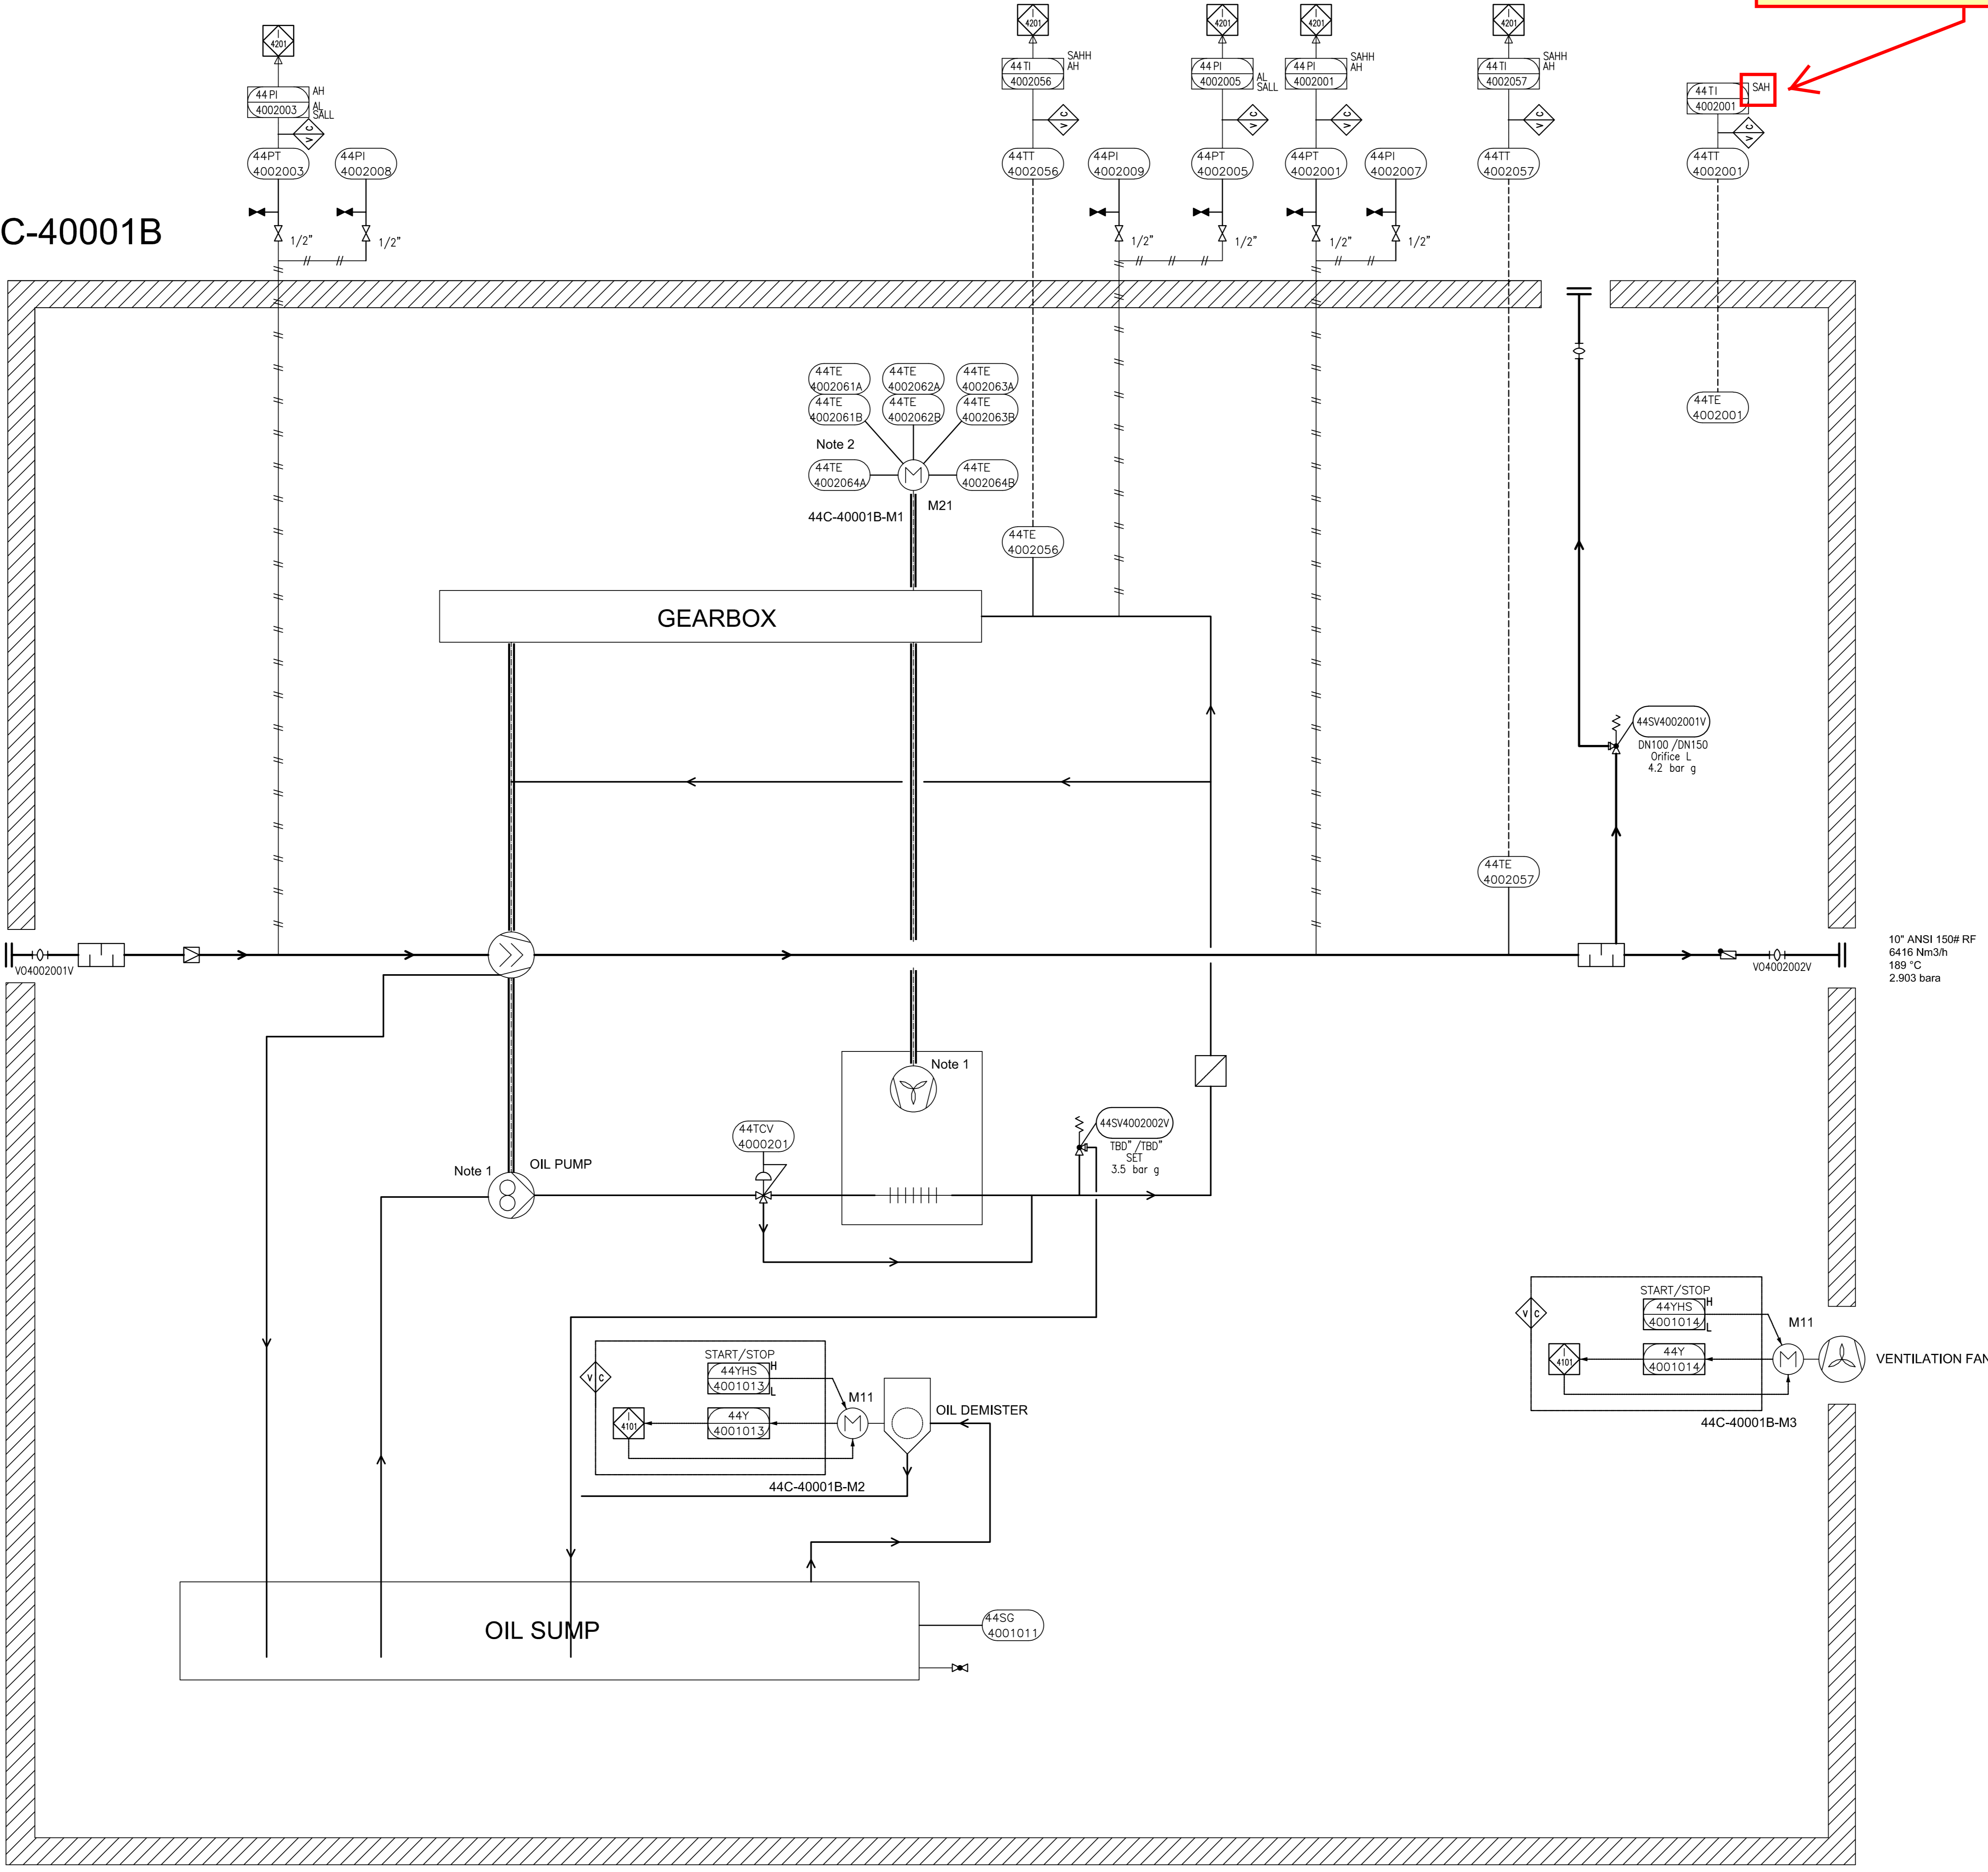 I
4201
I
4201
I
4201
I
4201
I
4201
44 PI
4002003
AH
AL
SALL
V C
44PT
4002003
44PI
4002008
1/2"
1/2"
44 TI
4002056
SAHH
AH
V C
44TT
4002056
44PI
4002009
44 PI
4002005
AL
SALL
V C
44PT
4002005
1/2"
1/2"
44 PI
4002001
SAHH
AH
V C
44PT
4002001
44PI
4002007
1/2"
1/2"
44 TI
4002057
SAHH
AH
V C
44TT
4002057
44 TI
4002001
SAH
V C
44TT
4002001
C-40001B
44TE
4002061A
44TE
4002062A
44TE
4002063A
44TE
4002061B
44TE
4002062B
44TE
4002063B
Note 2
44TE
4002064A
M
44TE
4002064B
M21
44C-40001B-M1
44TE
4002001
44TE
4002056
GEARBOX
44SV4002001V
DN100 /DN150
Orifice L
4.2 bar g
44TE
4002057
VO4002001V
VO4002002V
10" ANSI 150# RF
6416 Nm3/h
189 °C
2.903 bara
Note 1
44TCV
4000201
44SV4002002V
TBD" /TBD"
SET
3.5 bar g
Note 1
OIL PUMP
START/STOP
44YHS
4001013
H
L
V C
I
4101
44Y
4001013
M11
M
OIL DEMISTER
44C-40001B-M2
START/STOP
44YHS
4001014
H
L
V C
I
4101
44Y
4001014
M11
M
VENTILATION FAN
44C-40001B-M3
OIL SUMP
44SG
4001011